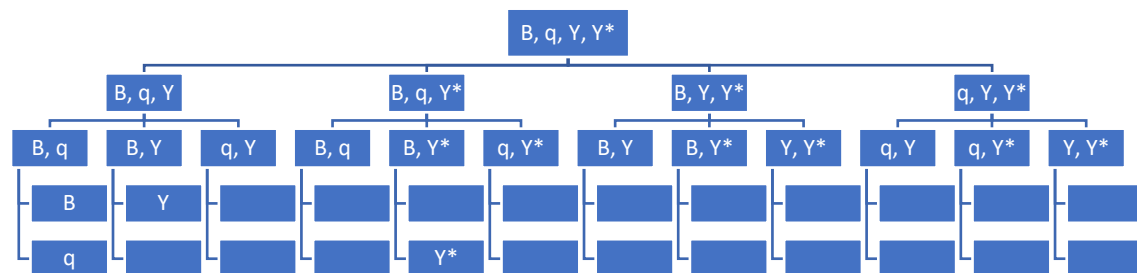 B, q, Y, Y*
B, q, Y
B, q, Y*
B, Y, Y*
q, Y, Y*
B, q
B, Y
q, Y
B, q
B, Y*
q, Y*
B, Y
B, Y*
Y, Y*
q, Y
q, Y*
Y, Y*
B
Y
q
Y*